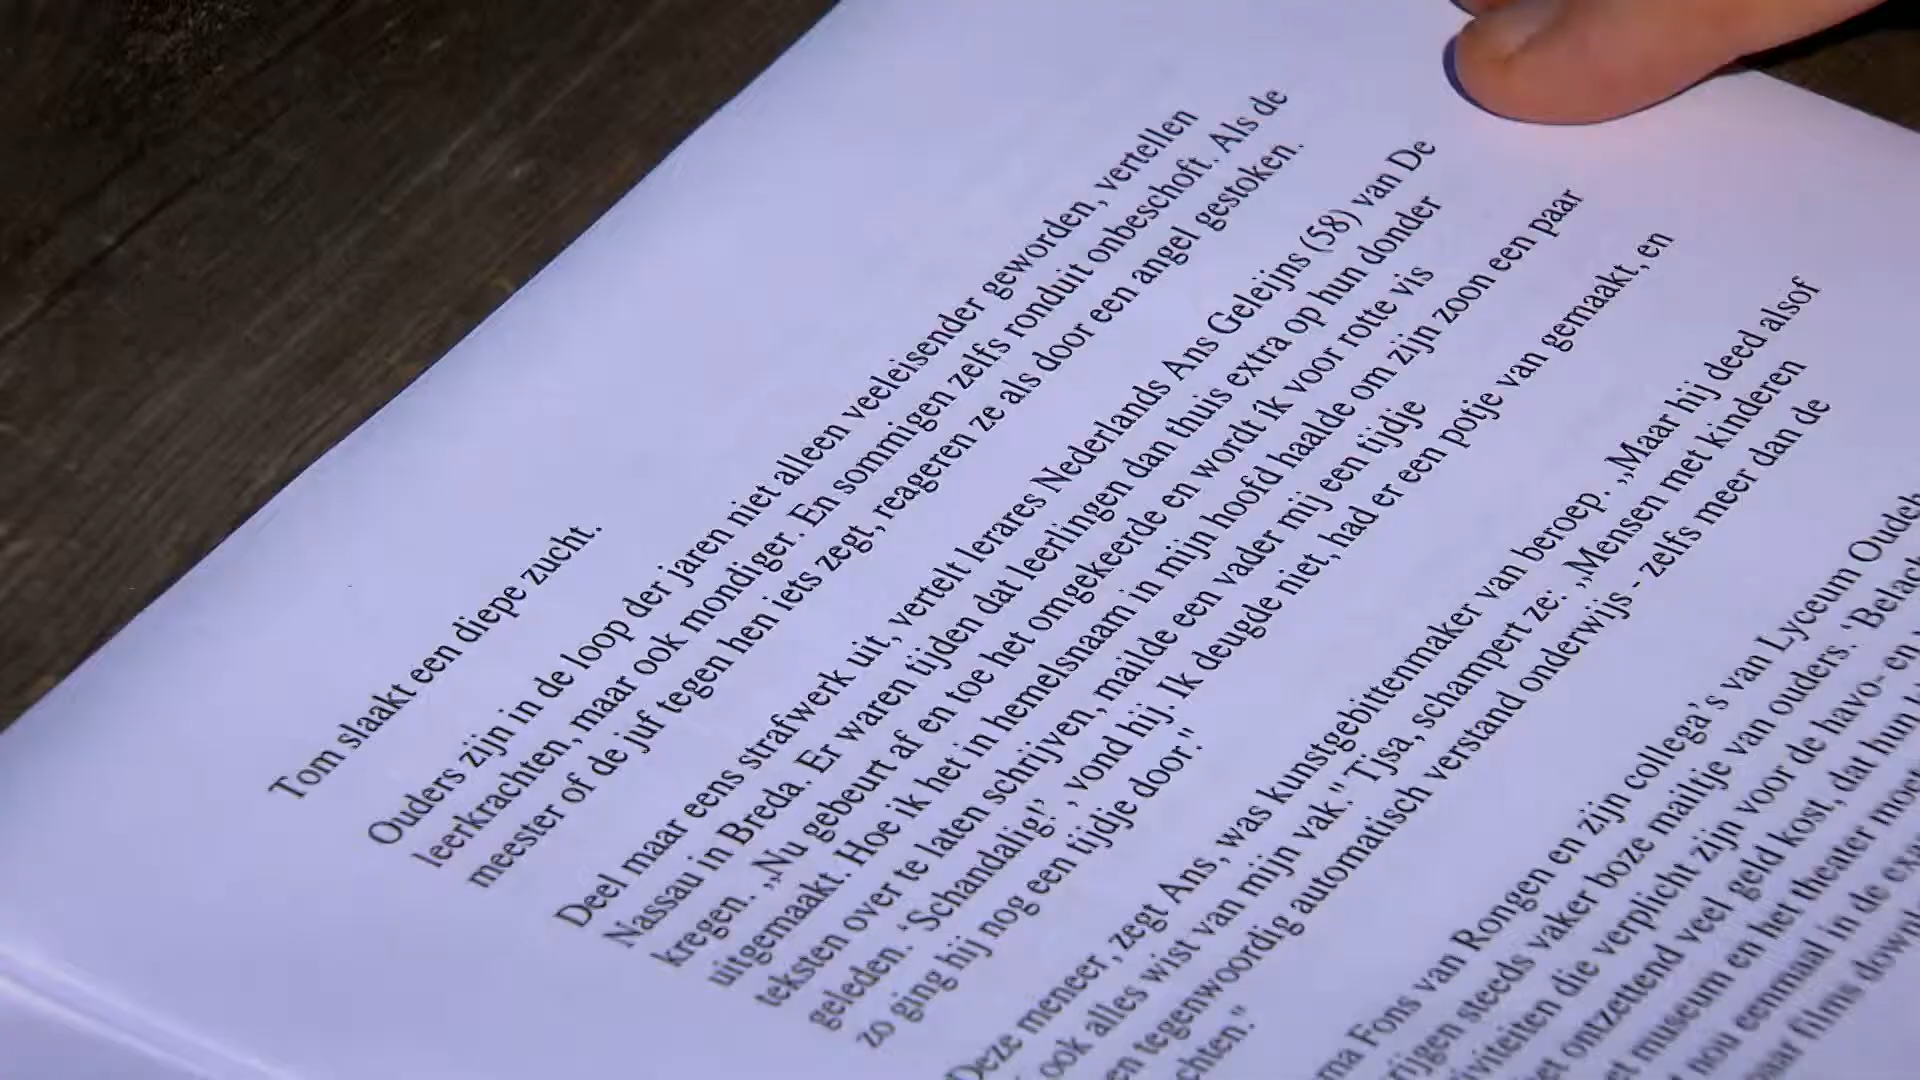 Tom slaakt een diepe zucht.
Ouders zijn in de loop der jaren niet alleen veeleisender geworden, vertellen
leerkrachten, maar ook mondiger. En sommigen zelfs ronduit onbeschoft. Als de
meester of de juf tegen hen iets zegt, reageren ze als door een angel gestoken.
Deel maar eens strafwerk uit, vertelt lerares Nederlands Ans Geleijns (58) van De
Nassau in Breda. Er waren tijden dat leerlingen dan thuis extra op hun donder
kregen. „Nu gebeurt af en toe het omgekeerde en wordt ík voor rotte vis
uitgemaakt. Hoe ik het in hemelsnaam in mijn hoofd haalde om zijn zoon een paar
teksten over te laten schrijven, mailde een vader mij een tijdje
geleden. ‘Schandalig!’, vond hij. Ik deugde niet, had er een potje van gemaakt, en
zo ging hij nog een tijdje door."
Deze meneer, zegt Ans, was kunstgebittenmaker van beroep. „Maar hij deed alsof
ook alles wist van mijn vak." Tjsa, schampert ze: „Mensen met kinderen
en tegenwoordig automatisch verstand onderwijs - zelfs meer dan de
chten."
Fons van Rongen en zijn collega’s van Lyceum
steeds vaker boze mailtje van ouders. ‘
die verplicht zijn voor de havo- en
ontzettend veel geld kost, dat hun
museum en het theater
nou eenmaal in de
films